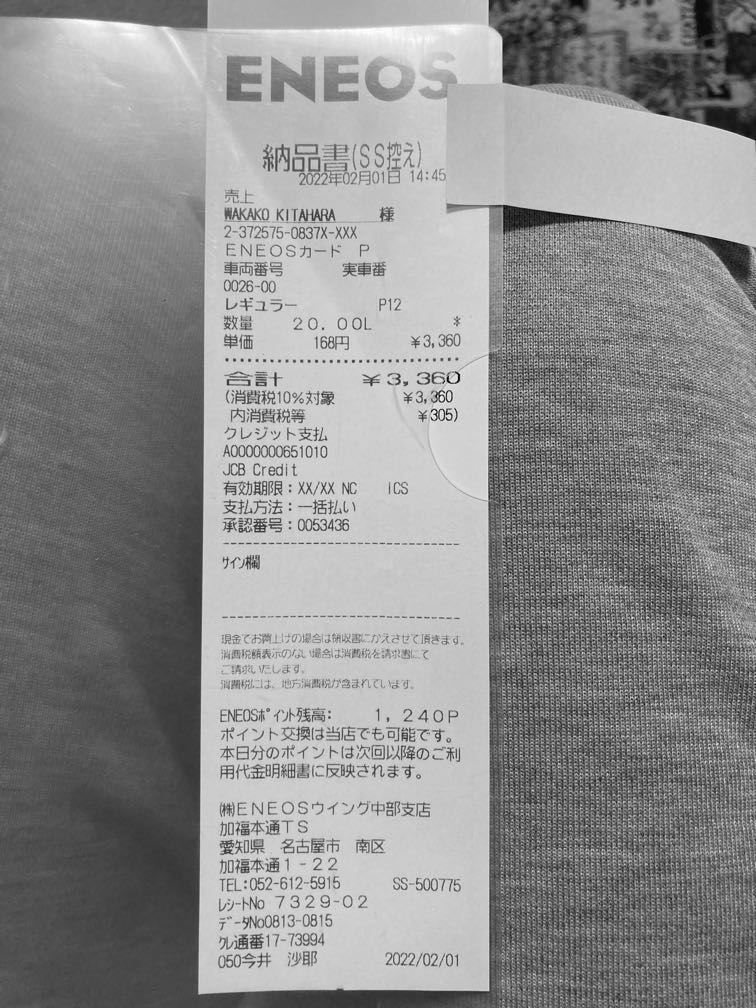 ENEOS
納品書(SS控え)
2022年02月01日 14:45
売上
WAKAKO KITAHARA 様
2-372575-0837X-XXX
ENEOSカード P
車両番号 実車番
0026-00
レギュラー P12
数量 20.00L *
単価 168円 ¥3,360
合計 ¥3,360
(消費税10%対象 ¥3,360
内消費税等 ¥305)
クレジット支払
A0000000651010
JCB Credit
有効期限:XX/XX NC ICS
支払方法:一括払い
承認番号:0053436
サイン欄
現金でお買上げの場合は領収書にかえさせて頂きます。
消費税額表示のない場合は消費税を請求書にて
ご請求いたします。
消費税には、地方消費税が含まれています。
ENEOSポイント残高: 1,240P
ポイント交換は当店でも可能です。
本日分のポイントは次回以降のご利
用代金明細書に反映されます。
㈱ENEOSウイング中部支店
加福本通TS
愛知県 名古屋市 南区
加福本通1-22
TEL:052-612-5915 SS-500775
レシートNo 7329-02
データNo0813-0815
クレ通番17-73994
050今井 沙耶 2022/02/01